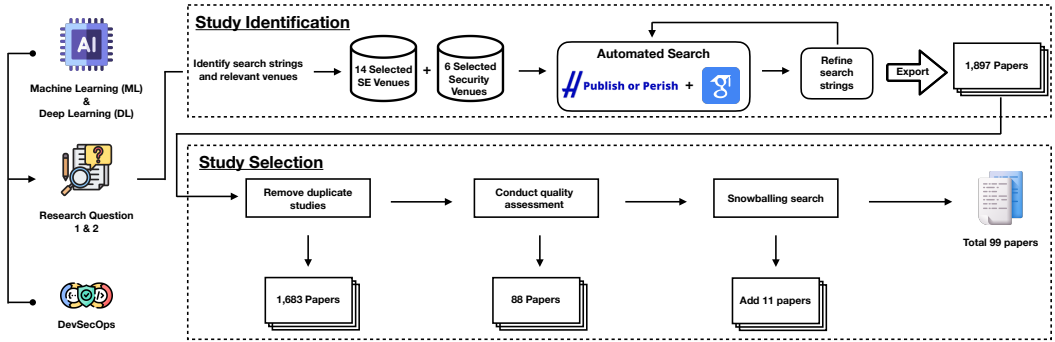 AI
Machine Learning (ML)
&
Deep Learning (DL)
Research Question
1 & 2
DevSecOps
Study Identification
Identify search strings
and relevant venues
14 Selected
SE Venues
+
6 Selected
Security
Venues
Automated Search
Publish or Perish +
Refine
search
strings
Export
1,897 Papers
Study Selection
Remove duplicate
studies
Conduct quality
assessment
Snowballing search
Total 99 papers
1,683 Papers
88 Papers
Add 11 papers